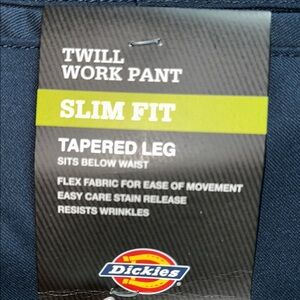 TWILL
WORK PANT
SLIM FIT
TAPERED LEG
SITS BELOW WAIST
FLEX FABRIC FOR EASE OF MOVEMENT
EASY CARE STAIN RELEASE
RESISTS WRINKLES
Dickies